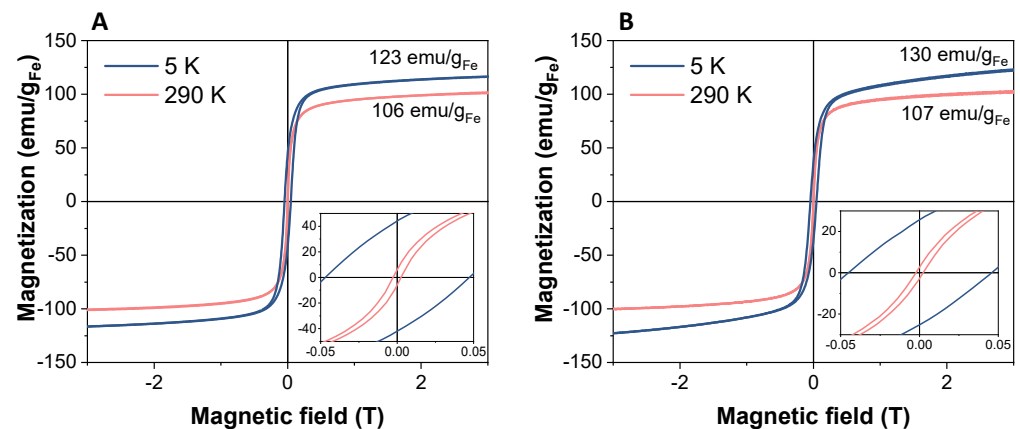 A
Magnetization (emu/gFe)
150
100
50
0
-50
-100
-150
5 K
290 K
123 emu/gFe
106 emu/gFe
40
20
0
-20
-40
-0.05
0.00
0.05
-2
0
2
Magnetic field (T)
B
Magnetization (emu/gFe)
150
100
50
0
-50
-100
-150
5 K
290 K
130 emu/gFe
107 emu/gFe
20
0
-20
-0.05
0.00
0.05
-2
0
2
Magnetic field (T)